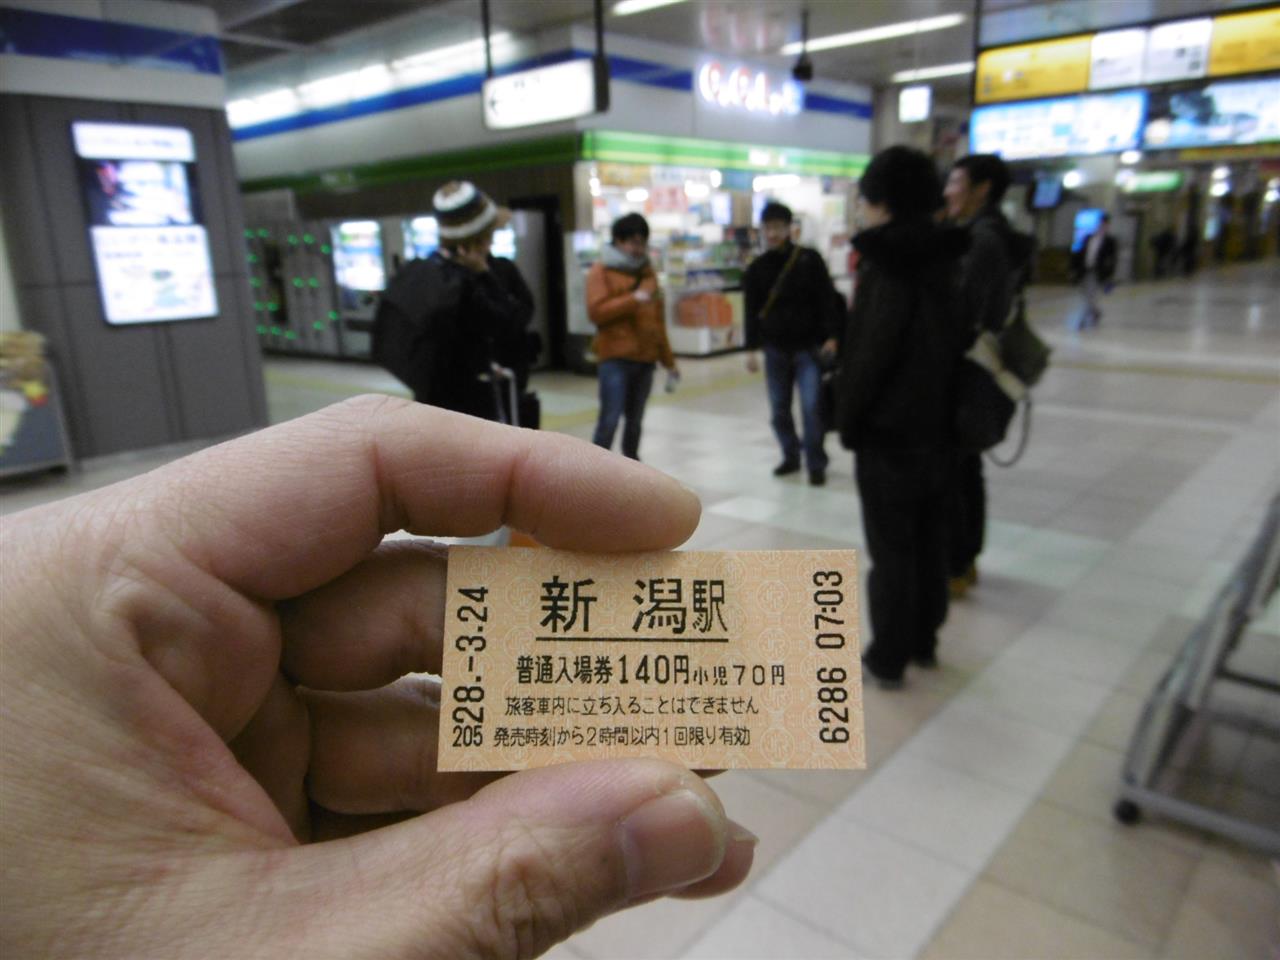 新潟駅
普通入場券140円小児70円
旅客車内に立ち入ることはできません
発売時刻から2時間以内1回限り有効
28.-3.24
205
6286 07:03